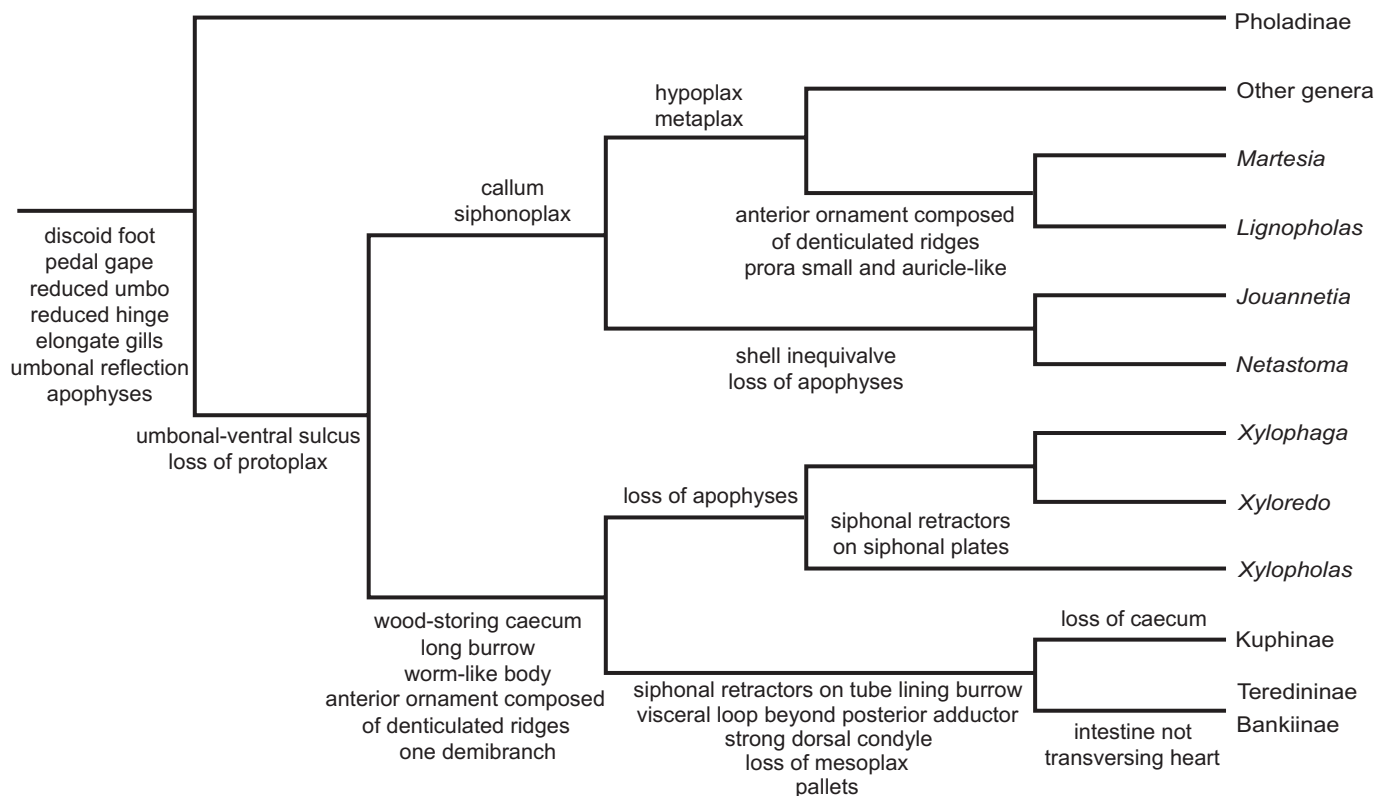 Pholadinae
hypoplax
metaplax
Other genera
Martesia
callum
siphonoplax
anterior ornament composed
of denticulated ridges
prora small and auricle-like
Lignopholas
discoid foot
pedal gape
reduced umbo
reduced hinge
elongate gills
umbonal reflection
apophyses
Jouannetia
shell inequivalve
loss of apophyses
Netastoma
umbonal-ventral sulcus
loss of protoplax
Xylophaga
loss of apophyses
Xyloredo
siphonal retractors
on siphonal plates
Xylopholas
wood-storing caecum
long burrow
worm-like body
anterior ornament composed
of denticulated ridges
one demibranch
loss of caecum
Kuphinae
siphonal retractors on tube lining burrow
visceral loop beyond posterior adductor
strong dorsal condyle
loss of mesoplax
pallets
Teredininae
Bankiinae
intestine not
transversing heart